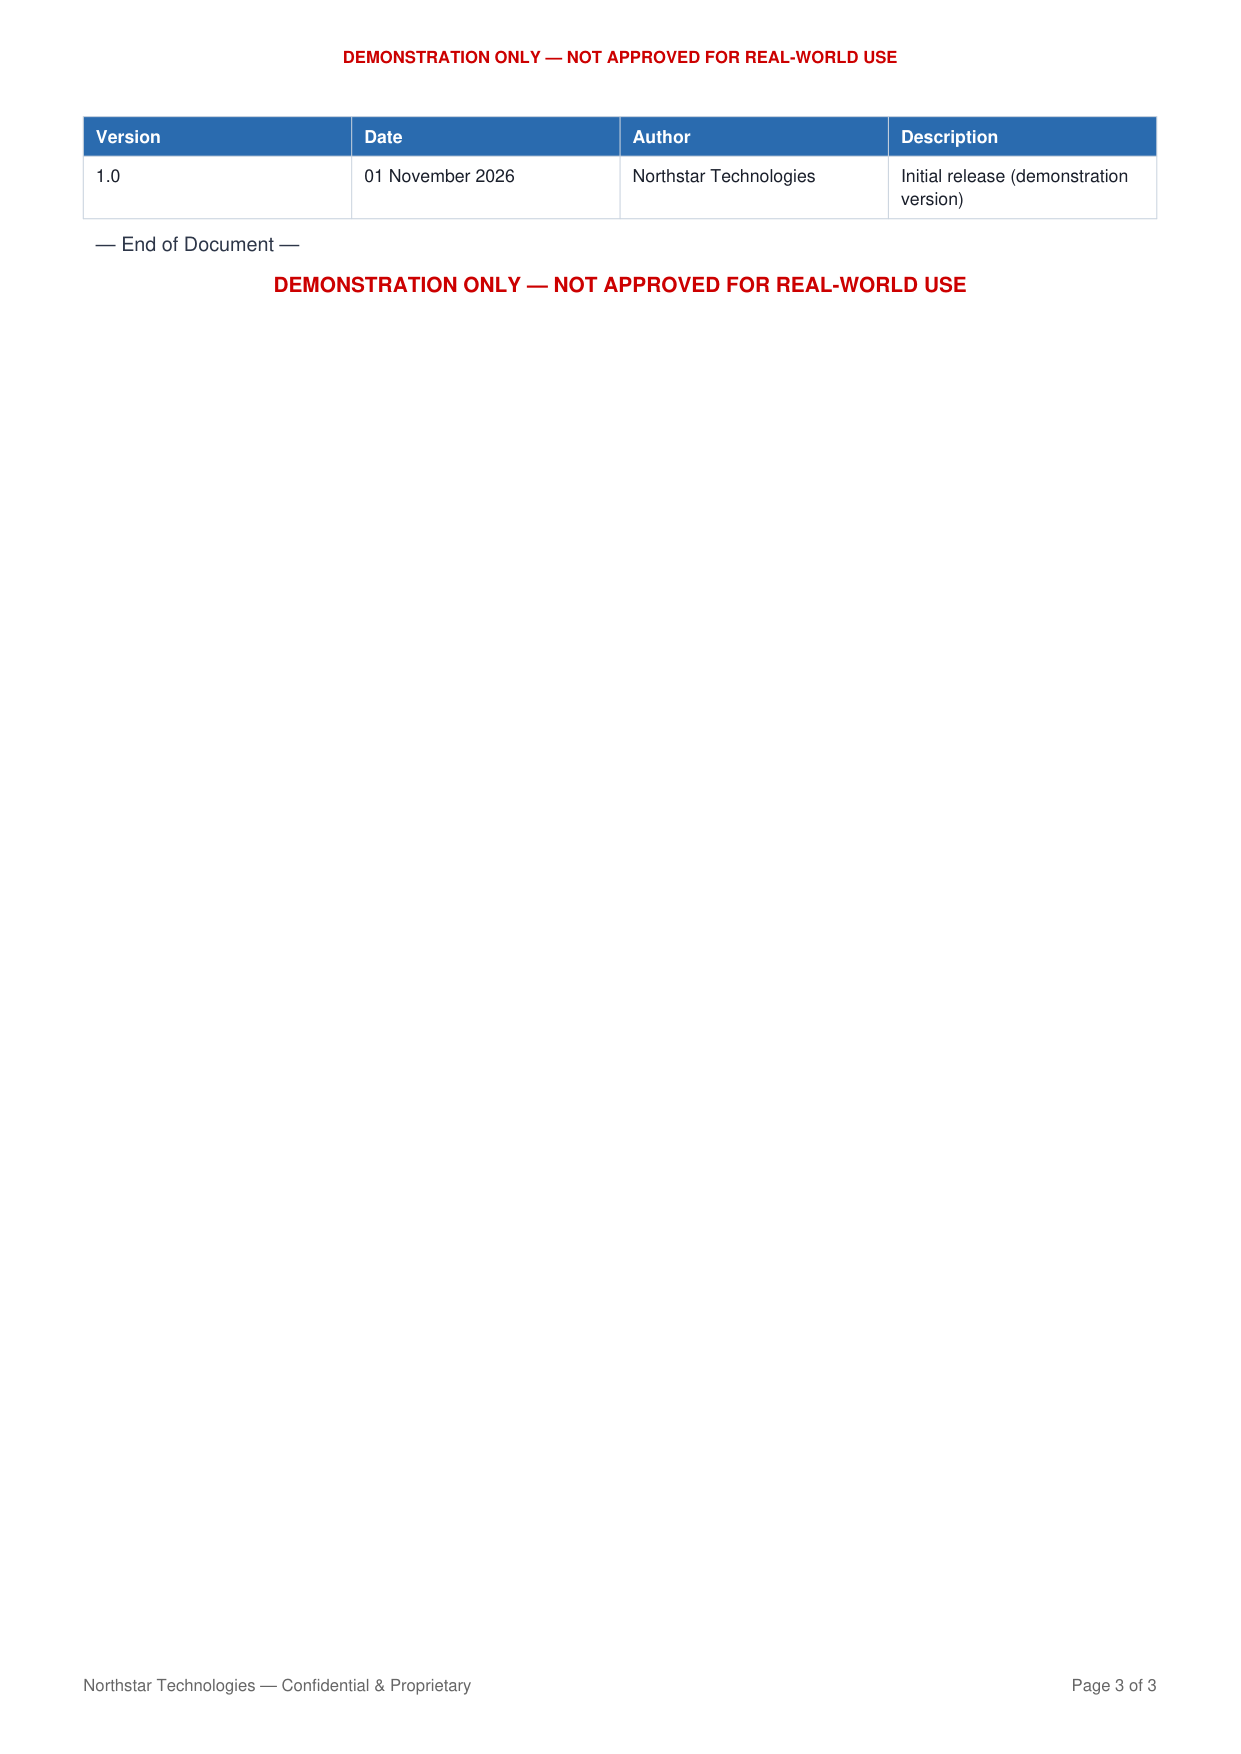 DEMONSTRATION ONLY — NOT APPROVED FOR REAL-WORLD USE
Version Date Author Description
1.0 01 November 2026 Northstar Technologies Initial release (demonstration
version)
— End of Document —
DEMONSTRATION ONLY — NOT APPROVED FOR REAL-WORLD USE
Northstar Technologies — Confidential & Proprietary Page 3 of 3